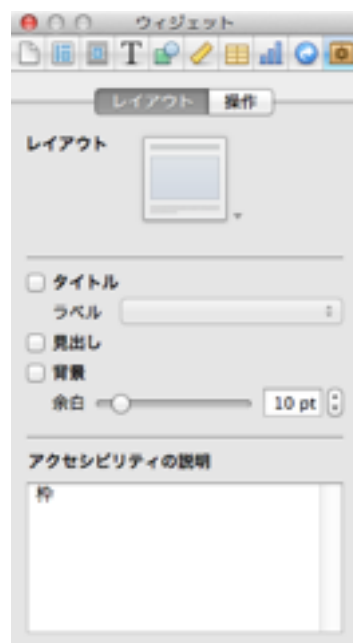 ウィジェット
T
レイアウト 操作
レイアウト
タイトル
ラベル
見出し
背景
余白 10 pt
アクセシビリティの説明
枠